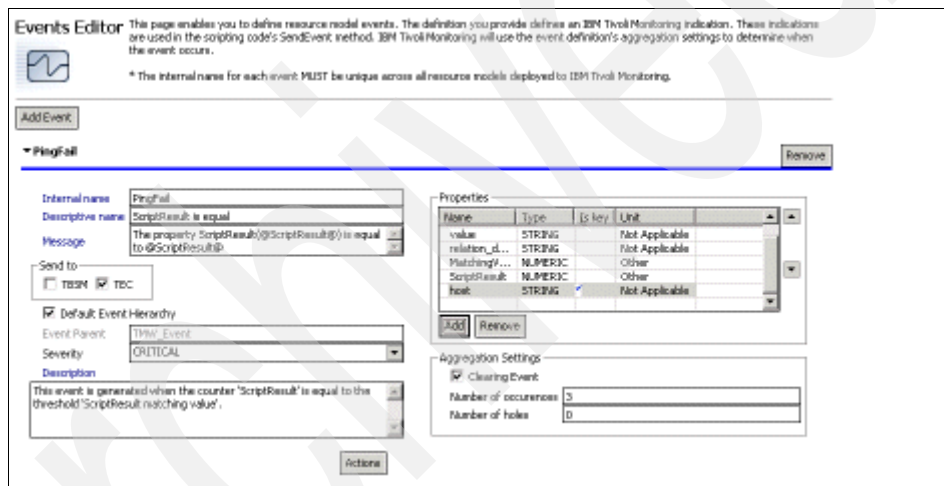 Events Editor
This page enables you to define resource model events. The definition you provide defines an IBM Tivoli Monitoring indication. These indications
are used in the scripting code's SendEvent method. IBM Tivoli Monitoring will use the event definition's aggregation settings to determine when
the event occurs.
* The internal name for each event MUST be unique across all resource models deployed to IBM Tivoli Monitoring.
Add Event
PingFail
Remove
Internal name PingFail
Descriptive name ScriptResult is equal
Message The property ScriptResult(@ScriptResult@) is equal
to @ScriptResult@.
Send to
TBSM TEC
Default Event Hierarchy
Event Parent TMW_Event
Severity CRITICAL
Description
This event is generated when the counter 'ScriptResult' is equal to the
threshold 'ScriptResult matching value'.
Properties
Name Type Is key Unit
value STRING Not Applicable
relation_d... STRING Not Applicable
MatchingV... NUMERIC Other
ScriptResult NUMERIC Other
host STRING Not Applicable
Add Remove
Aggregation Settings
Clearing Event
Number of occurences 3
Number of holes 0
Actions